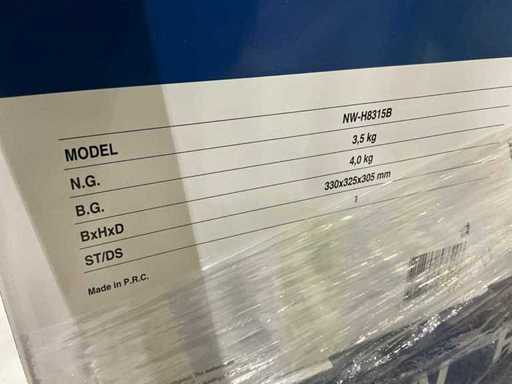 MODEL NW-H8315B
N.G. 3,5 kg
B.G. 4,0 kg
BxHxD 330x325x305 mm
ST/DS 1
Made in P.R.C.